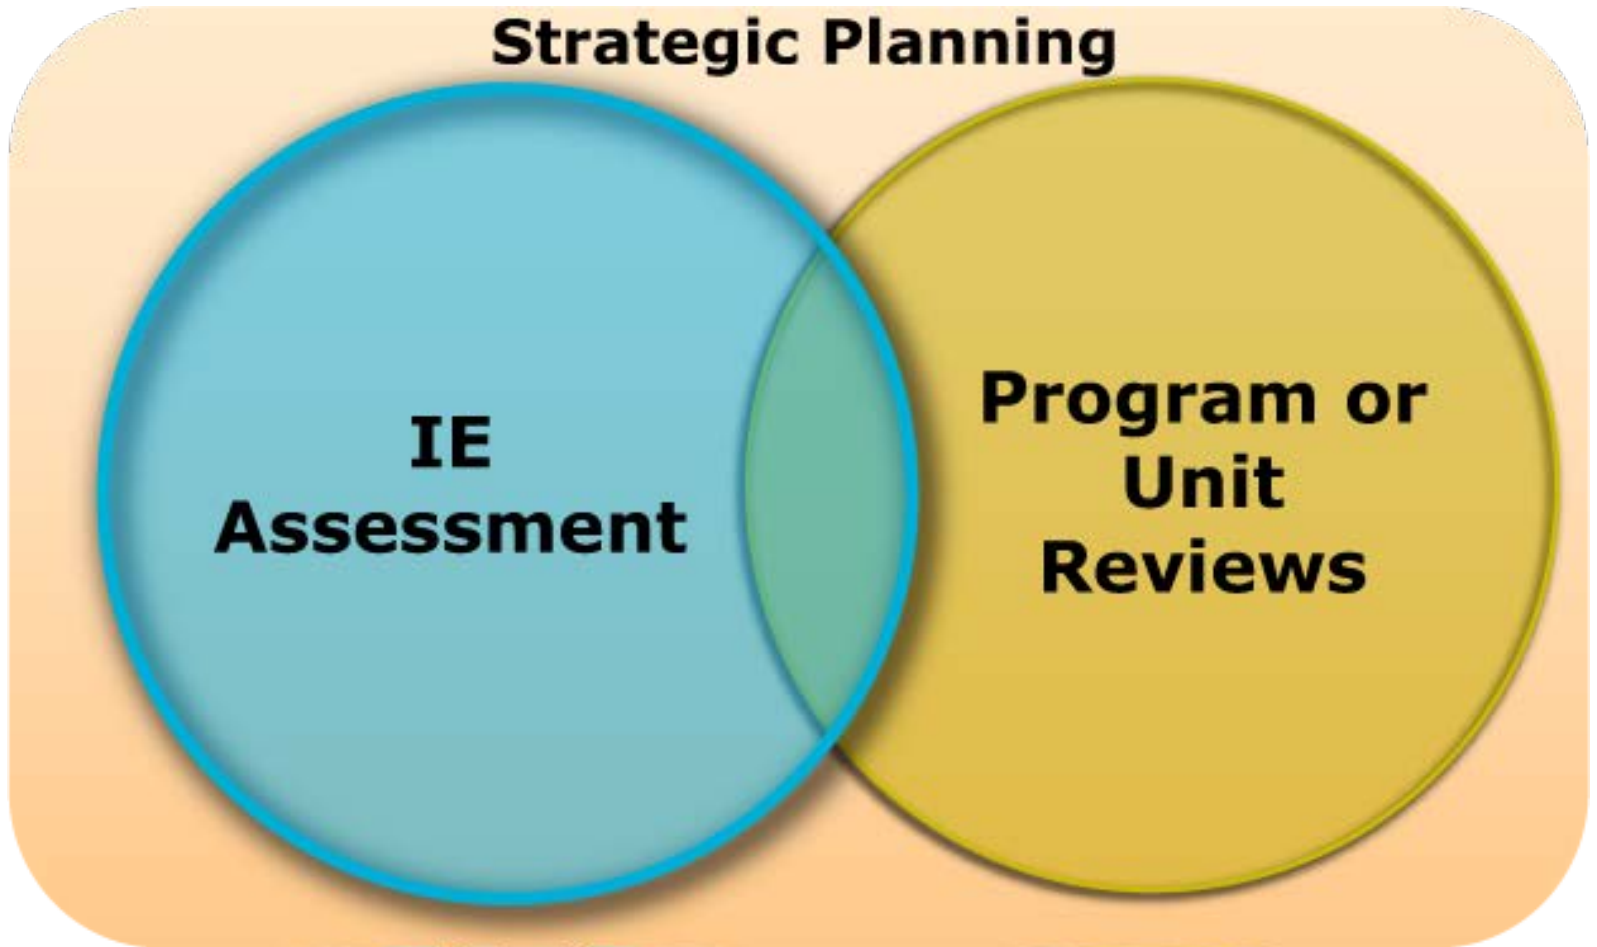 Strategic Planning
IE
Assessment
Program or
Unit
Reviews